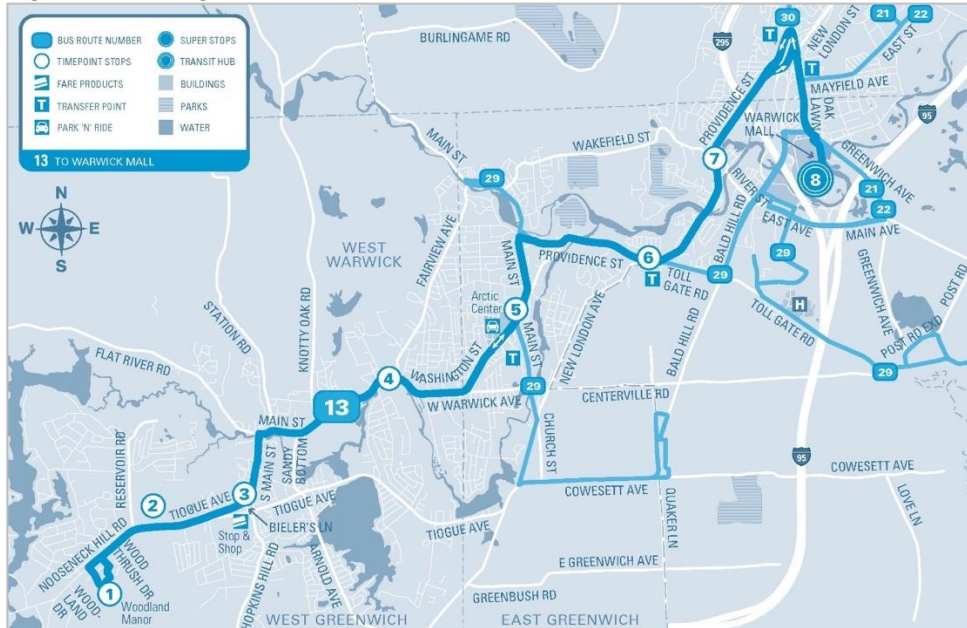 BUS ROUTE NUMBER
TIMEPOINT STOPS
FARE PRODUCTS
T TRANSFER POINT
PARK 'N' RIDE
SUPER STOPS
TRANSIT HUB
BUILDINGS
PARKS
WATER
13 TO WARWICK MALL
N
W E
S
BURLINGAME RD
295
30
T
NEW
LONDON ST
21
22
EAST ST
T
MAYFIELD AVE
OAK
LAWN
95
PROVIDENCE ST
WARWICK
MALL
8
GREENWICH AVE
21
22
MAIN ST
29
WAKEFIELD ST
7
RIVER ST
EAST AVE
MAIN AVE
BALD HILL RD
29
29
WEST
WARWICK
FAIRVIEW AVE
MAIN ST
PROVIDENCE ST
6
T
TOLL
GATE RD
H
GREENWICH AVE
POST RD
POST RD EXD
TOLL GATE RD
29
STATION RD
KNOTTY OAK RD
Arctic
Center
5
MAIN ST
T
NEW LONDON AVE
BALD HILL RD
FLAT RIVER RD
4
WASHINGTON ST
W WARWICK AVE
29
CENTERVILLE RD
13
MAIN ST
S MAIN ST
SANDY
BOTTOM
CHURCH ST
COWESETT AVE
COWESETT AVE
95
LOVE LN
QUAKER LN
RESERVOIR RD
2
TIOGUE AVE
3
TIOGUE AVE
BIELER'S LN
Stop &
Shop
TIOGUE AVE
NOOSENECK HILL RD
WOOD
THRUSH DR
WOOD-
LAND
DR
1
Woodland
Manor
HOPKINS HILL RD
ARNOLD AVE
E GREENWICH AVE
GREENBUSH RD
WEST GREENWICH
EAST GREENWICH